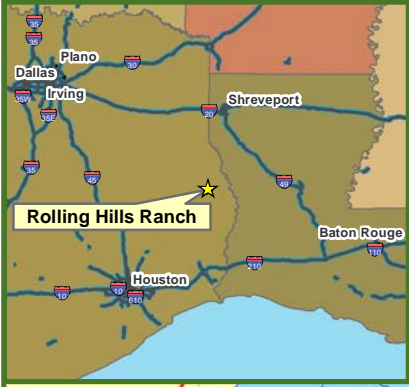 35
35
Plano
30
Dallas
35W
Irving
35E
20
Shreveport
35
45
49
Rolling Hills Ranch
Baton Rouge
210
110
Houston
10
10
610